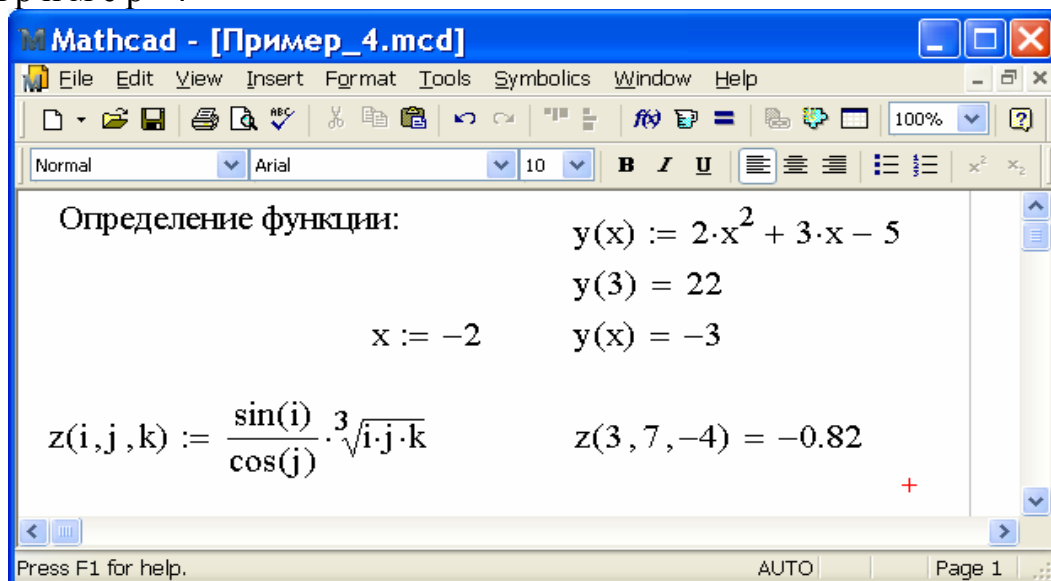 Mathcad - [Пример_4.mcd]
File Edit View Insert Format Tools Symbolics Window Help
100%
Normal Arial 10 B I U
Определение функции:
y(x) := 2·x² + 3·x − 5
y(3) = 22
x := −2 y(x) = −3
z(i,j,k) := sin(i)/cos(j) · ³√(i·j·k) z(3,7,−4) = −0.82
Press F1 for help. AUTO Page 1